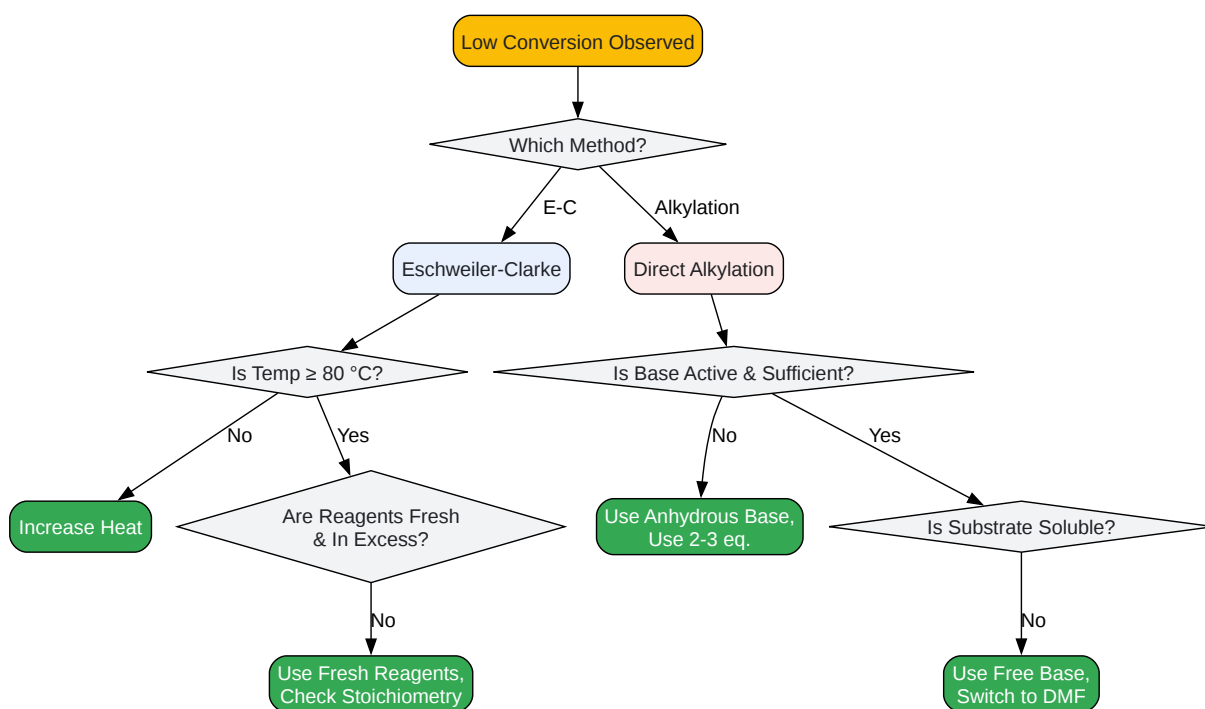 Low Conversion Observed
Which Method?
E-C
Alkylation
Eschweiler-Clarke
Direct Alkylation
Is Temp ≥ 80 °C?
Is Base Active & Sufficient?
No
Yes
No
Yes
Increase Heat
Are Reagents Fresh
& In Excess?
Use Anhydrous Base,
Use 2-3 eq.
Is Substrate Soluble?
No
No
Use Fresh Reagents,
Check Stoichiometry
Use Free Base,
Switch to DMF